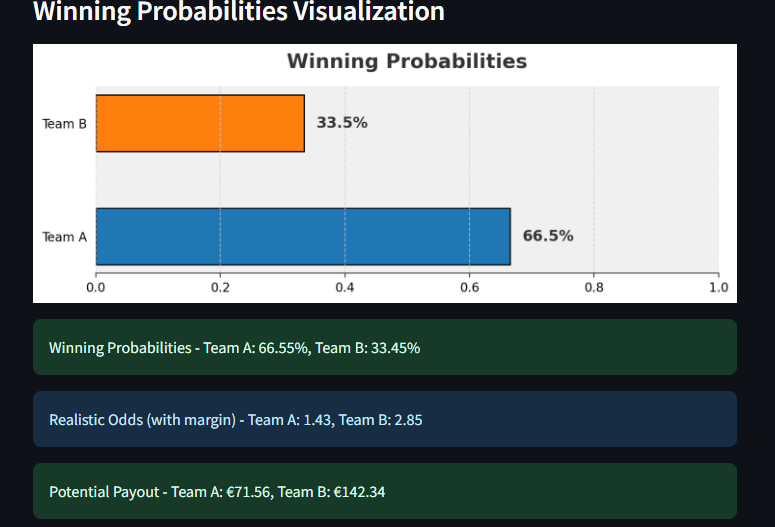 Winning Probabilities Visualization
Winning Probabilities
Team B
33.5%
Team A
66.5%
0.0 0.2 0.4 0.6 0.8 1.0
Winning Probabilities - Team A: 66.55%, Team B: 33.45%
Realistic Odds (with margin) - Team A: 1.43, Team B: 2.85
Potential Payout - Team A: €71.56, Team B: €142.34